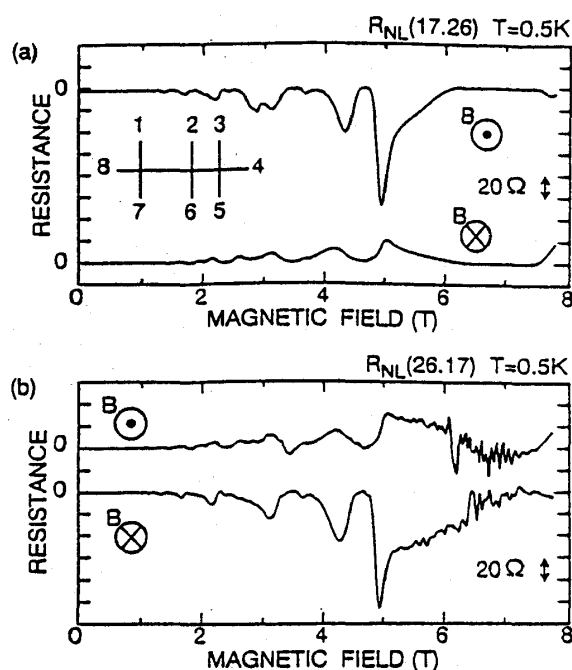 R_NL(17.26) T=0.5K
(a)
RESISTANCE
0
0
1 2 3
8 4
7 6 5
B
20 Ω
B
0 2 4 6 8
MAGNETIC FIELD (T)
R_NL(26.17) T=0.5K
(b)
RESISTANCE
B
0
0
B
20 Ω
0 2 4 6 8
MAGNETIC FIELD (T)